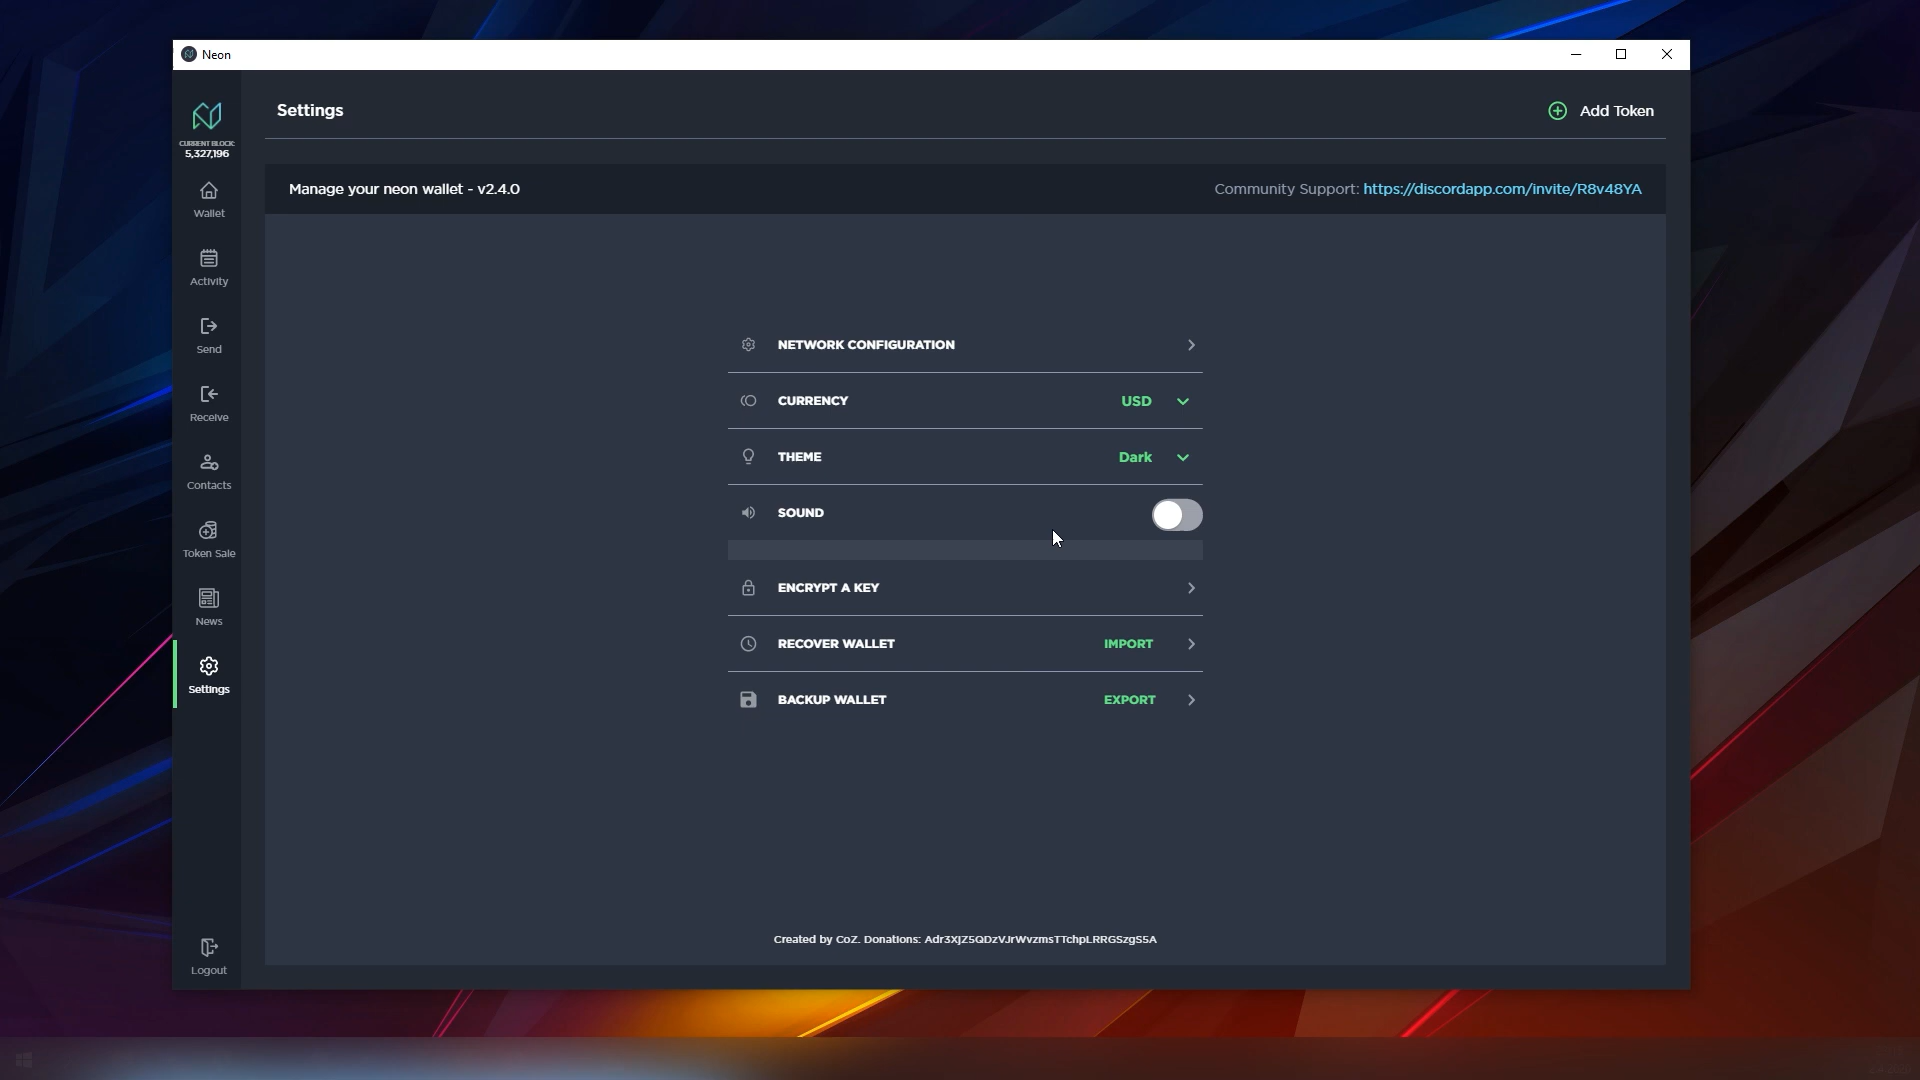 Neon
Settings
Add Token
CURRENT BLOCK:
5,327,196
Manage your neon wallet - v2.4.0
Community Support: https://discordapp.com/invite/R8v48YA
Wallet
Activity
Send
Receive
Contacts
Token Sale
News
Settings
Logout
NETWORK CONFIGURATION
CURRENCY USD
THEME Dark
SOUND
ENCRYPT A KEY
RECOVER WALLET IMPORT
BACKUP WALLET EXPORT
Created by CoZ. Donations: Adr3XjZ5QDzVJrWvzmsTTchpLRRGSzgS5A